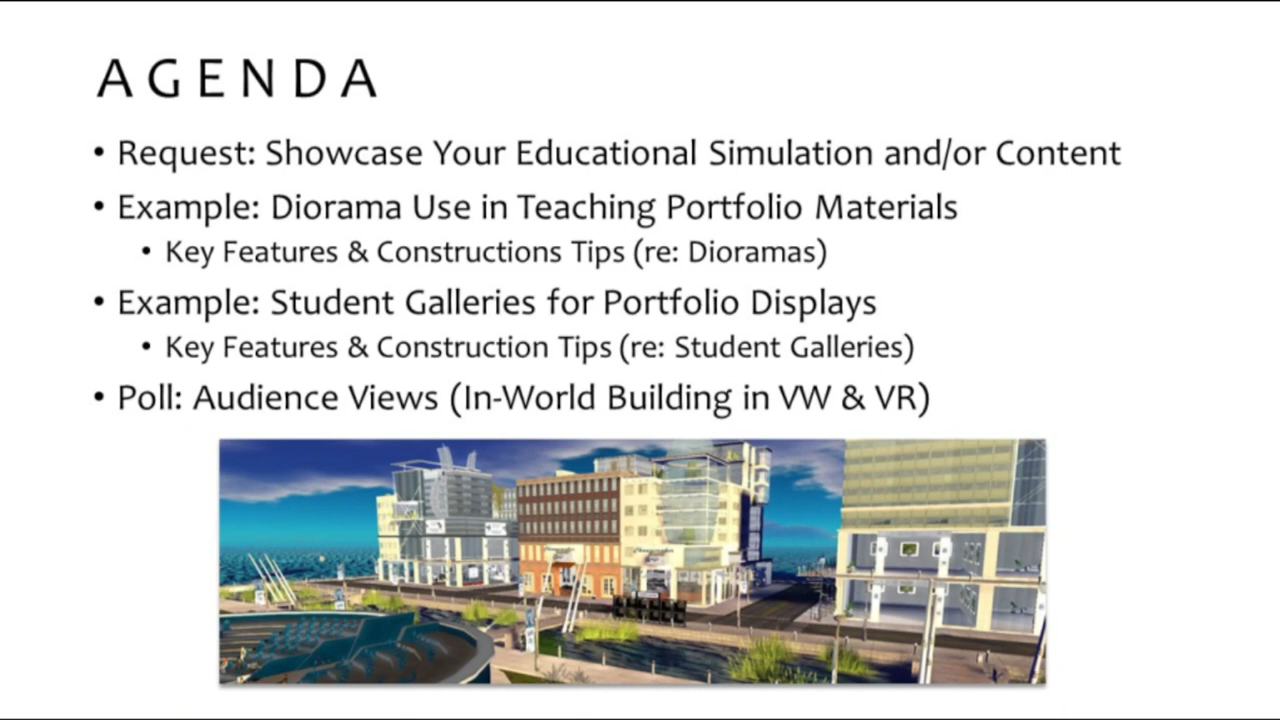 AGENDA
• Request: Showcase Your Educational Simulation and/or Content
• Example: Diorama Use in Teaching Portfolio Materials
• Key Features & Constructions Tips (re: Dioramas)
• Example: Student Galleries for Portfolio Displays
• Key Features & Construction Tips (re: Student Galleries)
• Poll: Audience Views (In-World Building in VW & VR)